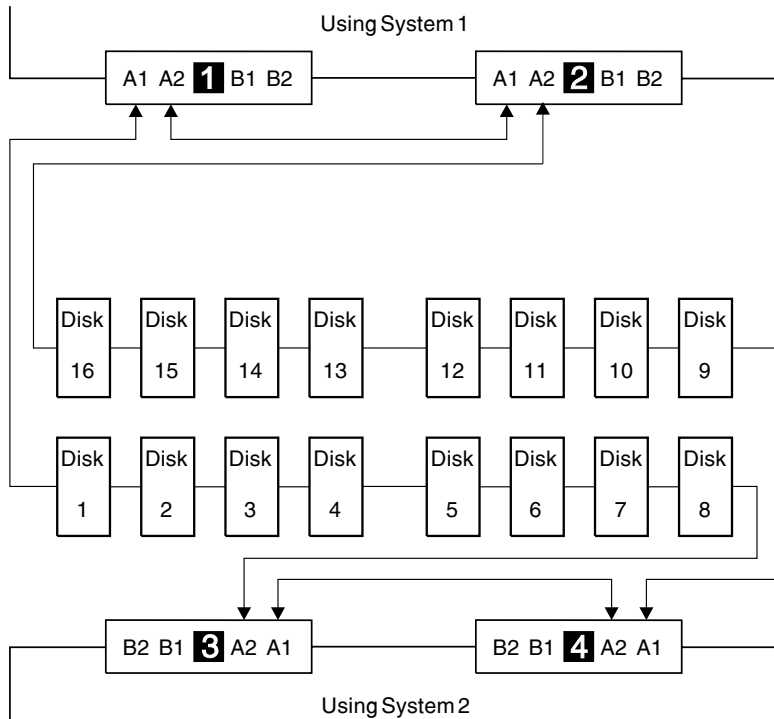 Using System 1
A1 A2 1 B1 B2
A1 A2 2 B1 B2
Disk 16
Disk 15
Disk 14
Disk 13
Disk 12
Disk 11
Disk 10
Disk 9
Disk 1
Disk 2
Disk 3
Disk 4
Disk 5
Disk 6
Disk 7
Disk 8
B2 B1 3 A2 A1
B2 B1 4 A2 A1
Using System 2